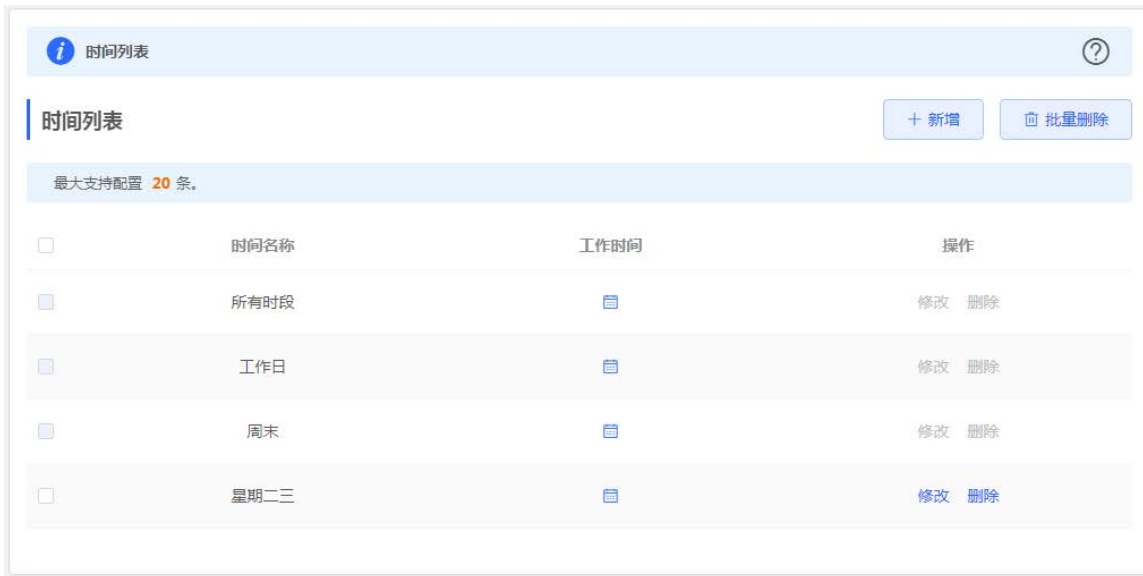 时间列表
时间列表
+ 新增 批量删除
最大支持配置 20 条。
时间名称 工作时间 操作
所有时段 修改 删除
工作日 修改 删除
周末 修改 删除
星期二三 修改 删除